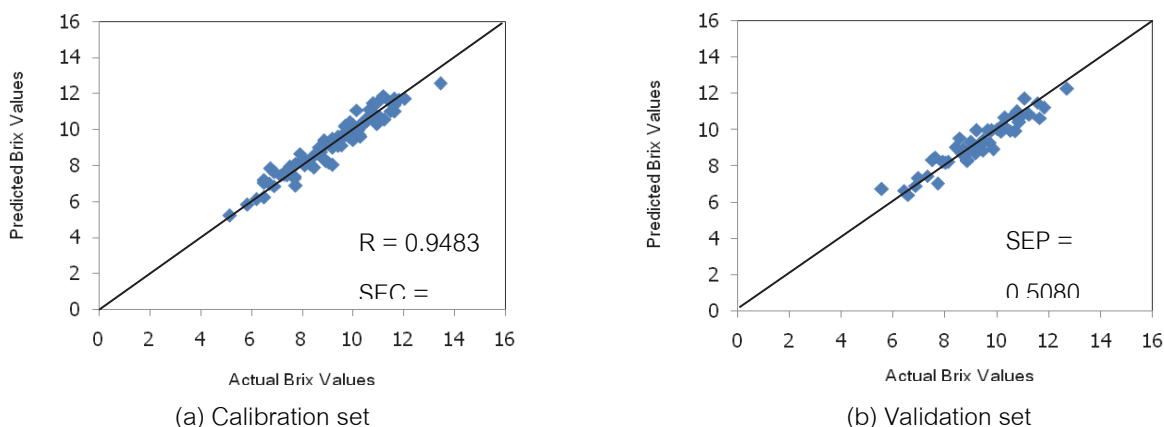 16
14
12
10
8
6
4
2
0
Predicted Brix Values
R = 0.9483
SEC =
0 2 4 6 8 10 12 14 16
Actual Brix Values
(a) Calibration set
16
14
12
10
8
6
4
2
0
Predicted Brix Values
SEP =
0.5080
0 2 4 6 8 10 12 14 16
Actual Brix Values
(b) Validation set